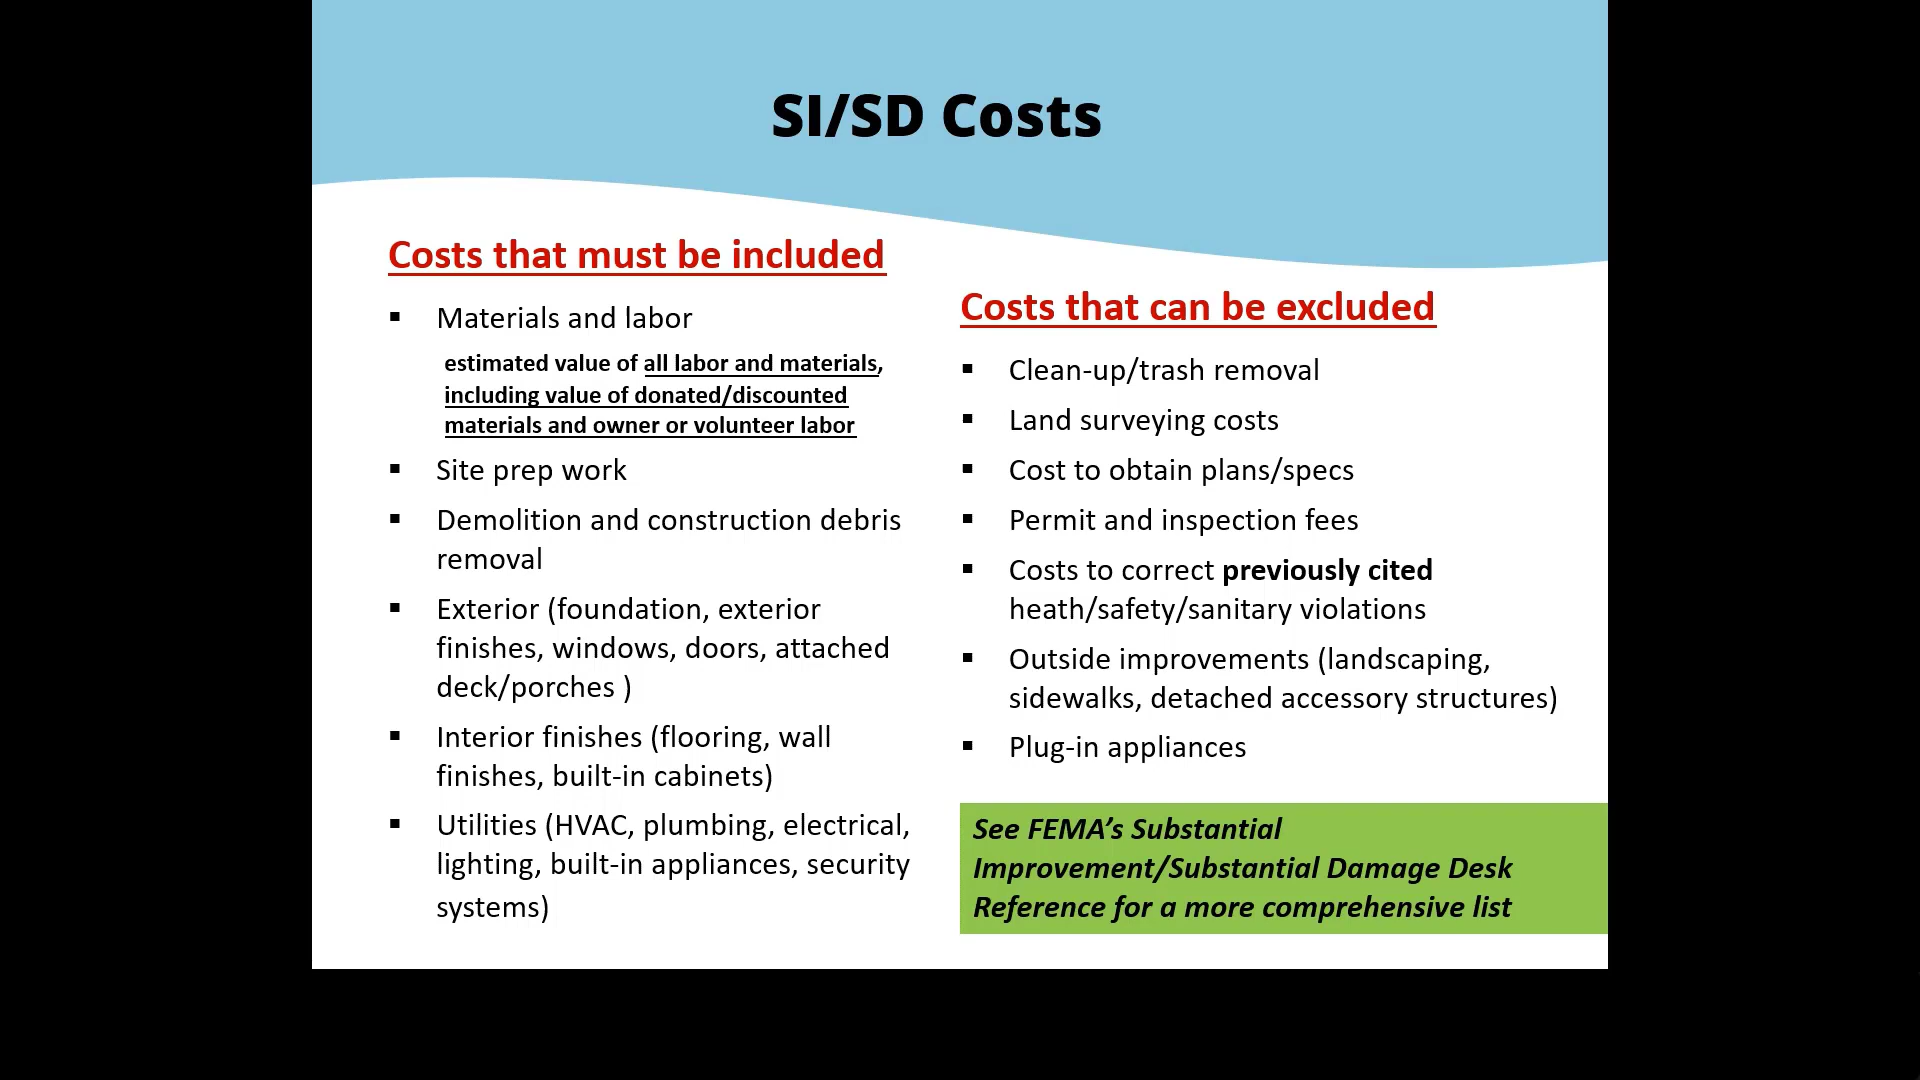 SI/SD Costs
Costs that must be included
▪ Materials and labor
estimated value of all labor and materials,
including value of donated/discounted
materials and owner or volunteer labor
▪ Site prep work
▪ Demolition and construction debris
removal
▪ Exterior (foundation, exterior
finishes, windows, doors, attached
deck/porches )
▪ Interior finishes (flooring, wall
finishes, built-in cabinets)
▪ Utilities (HVAC, plumbing, electrical,
lighting, built-in appliances, security
systems)
Costs that can be excluded
▪ Clean-up/trash removal
▪ Land surveying costs
▪ Cost to obtain plans/specs
▪ Permit and inspection fees
▪ Costs to correct previously cited
heath/safety/sanitary violations
▪ Outside improvements (landscaping,
sidewalks, detached accessory structures)
▪ Plug-in appliances
See FEMA’s Substantial
Improvement/Substantial Damage Desk
Reference for a more comprehensive list